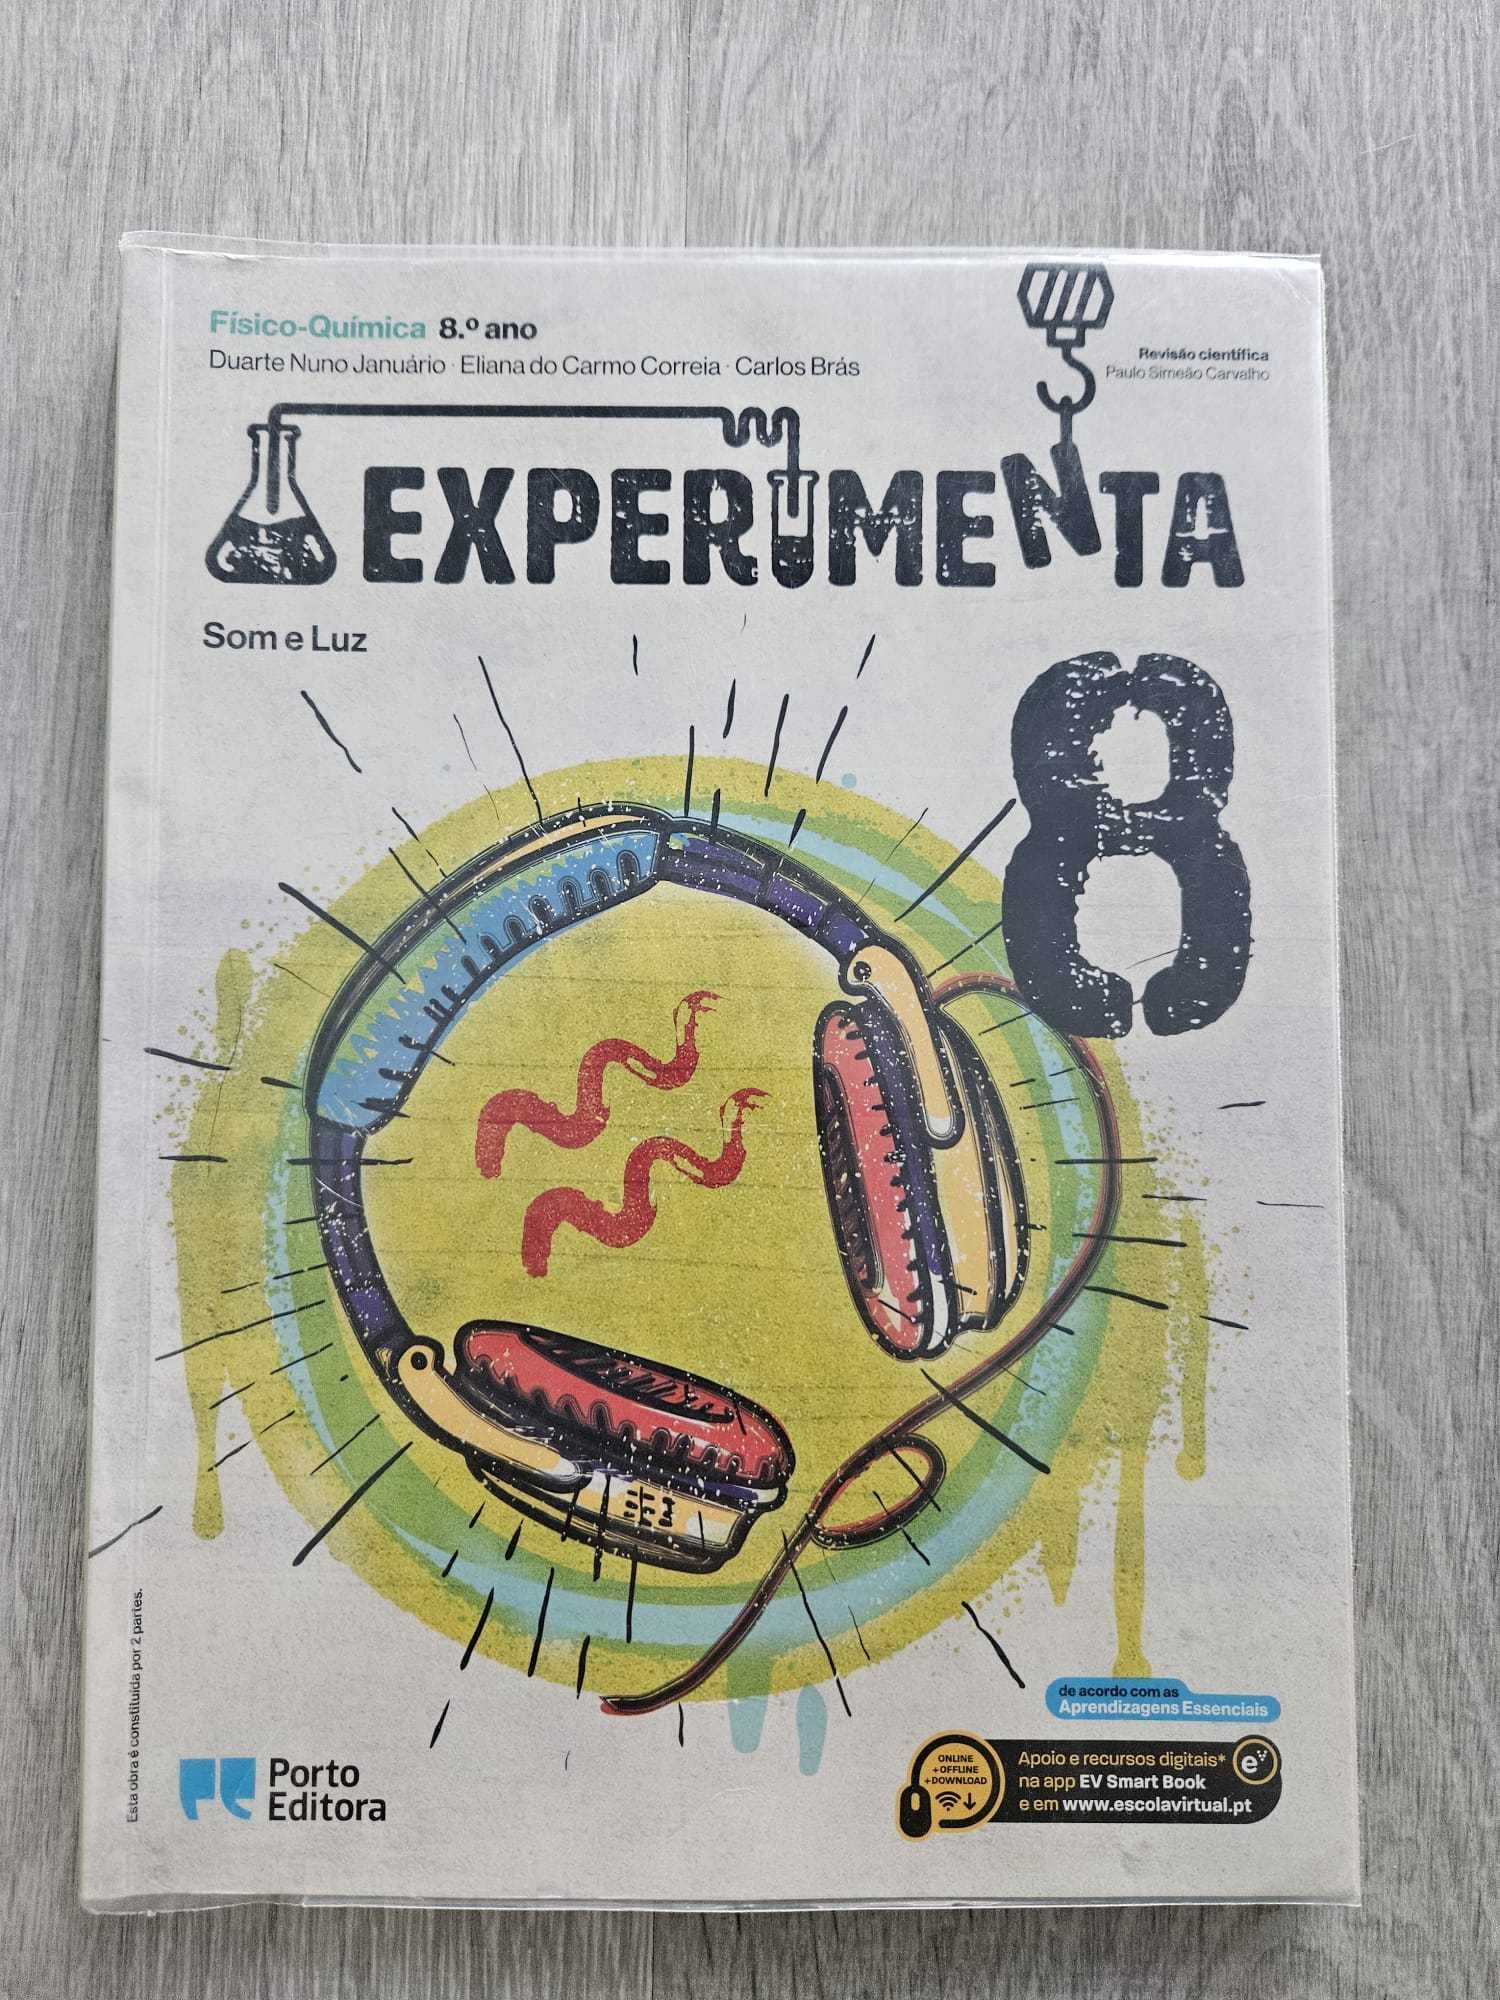 Físico-Química 8.º ano
Duarte Nuno Januário · Eliana do Carmo Correia · Carlos Brás
Revisão científica
Paulo Simeão Carvalho
EXPERIMENTA
Som e Luz
8
Esta obra é constituída por 2 partes.
de acordo com as
Aprendizagens Essenciais
Porto
Editora
ONLINE
+OFFLINE
+DOWNLOAD
Apoio e recursos digitais*
na app EV Smart Book
e em www.escolavirtual.pt
ev